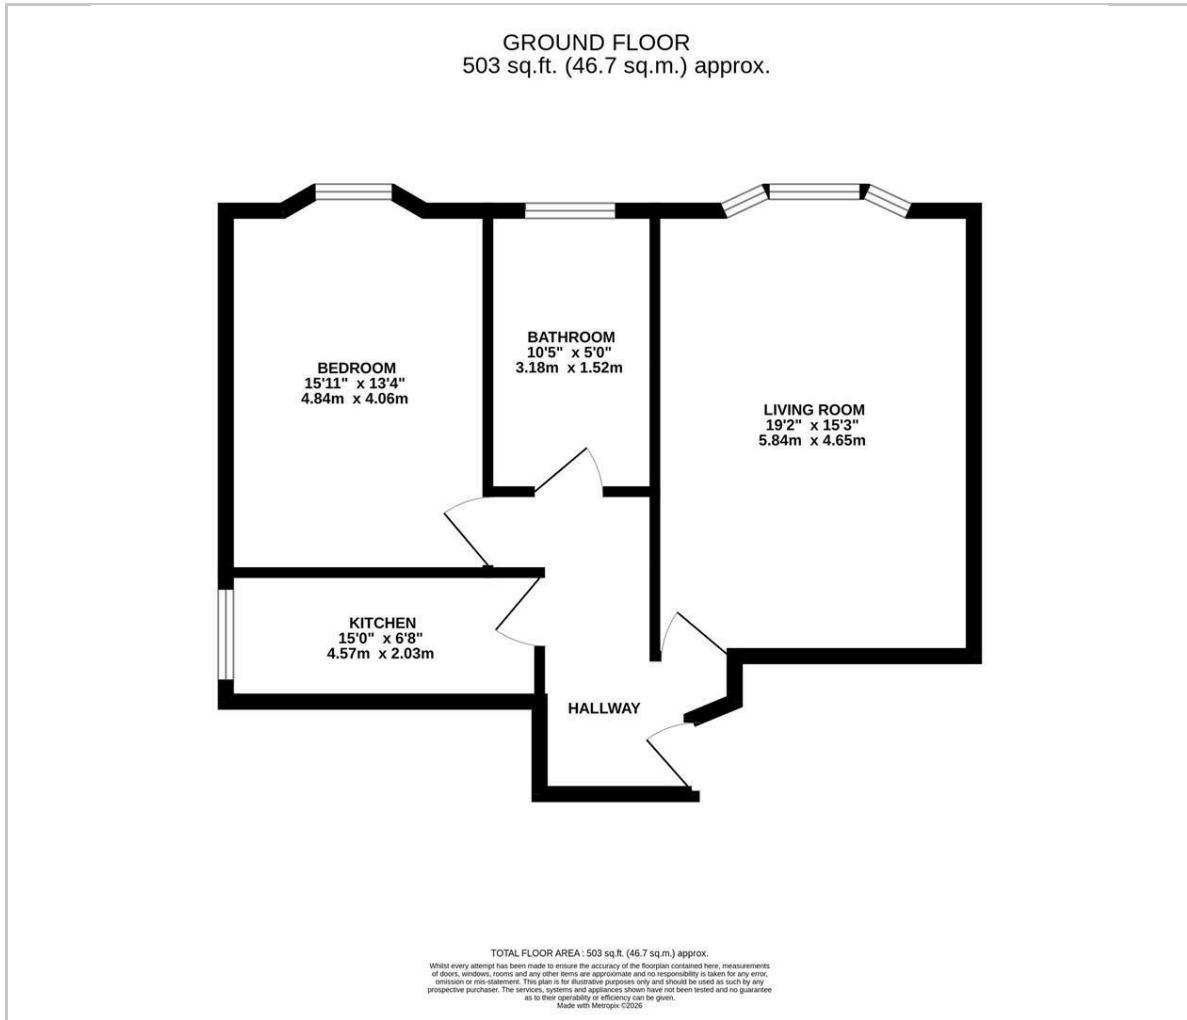 GROUND FLOOR
503 sq.ft. (46.7 sq.m.) approx.
BATHROOM
10'5" x 5'0"
3.18m x 1.52m
BEDROOM
15'11" x 13'4"
4.84m x 4.06m
LIVING ROOM
19'2" x 15'3"
5.84m x 4.65m
KITCHEN
15'0" x 6'8"
4.57m x 2.03m
HALLWAY
TOTAL FLOOR AREA : 503 sq.ft. (46.7 sq.m.) approx.
Whilst every attempt has been made to ensure the accuracy of the floorplan contained here, measurements
of doors, windows, rooms and any other items are approximate and no responsibility is taken for any error,
omission or mis-statement. This plan is for illustrative purposes only and should be used as such by any
prospective purchaser. The services, systems and appliances shown have not been tested and no guarantee
as to their operability or efficiency can be given.
Made with Metropix ©2026